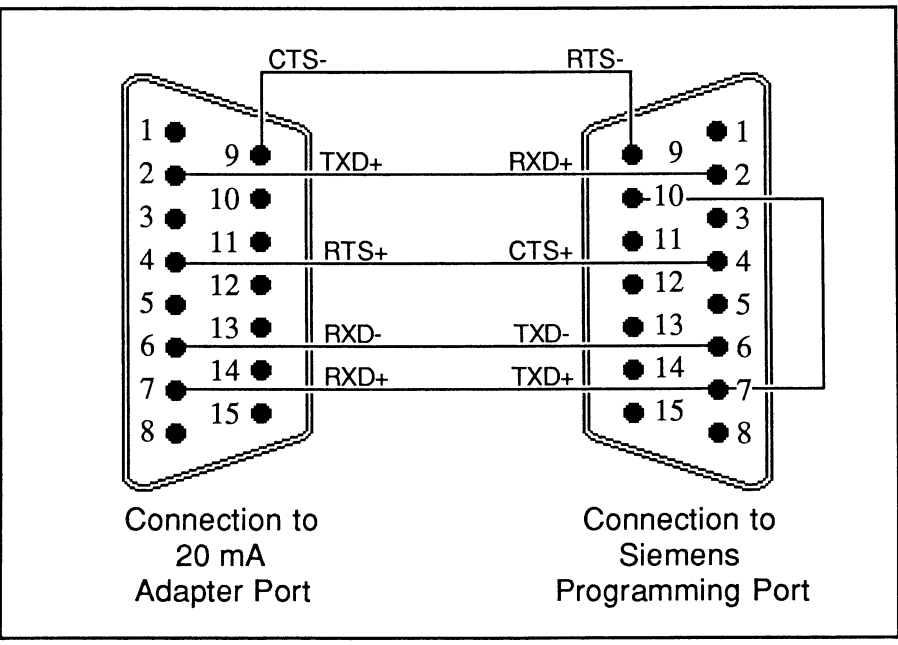 CTS- RTS-
1 9 TXD+ RXD+ 9 1
2 10 10 2
3 11 RTS+ CTS+ 11 3
4 12 12 4
5 13 RXD- TXD- 13 5
6 14 RXD+ TXD+ 14 6
7 15 15 7
8 8
Connection to
20 mA
Adapter Port
Connection to
Siemens
Programming Port